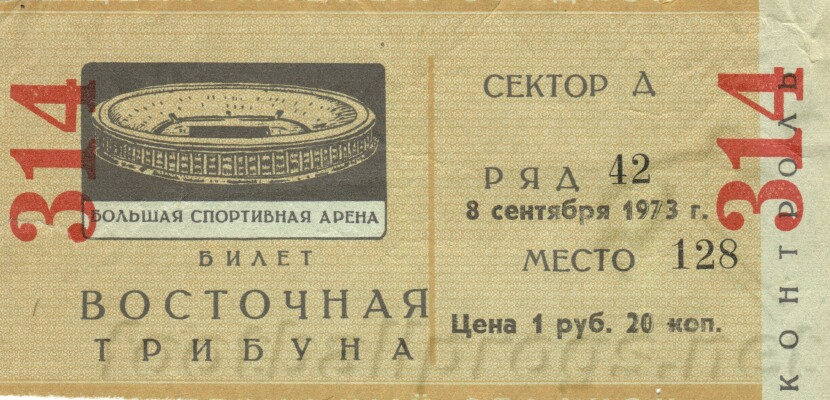 314
БОЛЬШАЯ СПОРТИВНАЯ АРЕНА
БИЛЕТ
ВОСТОЧНАЯ
ТРИБУНА
СЕКТОР Д
РЯД 42
8 сентября 1973 г.
МЕСТО 128
Цена 1 руб. 20 коп.
314
КОНТРОЛЬ